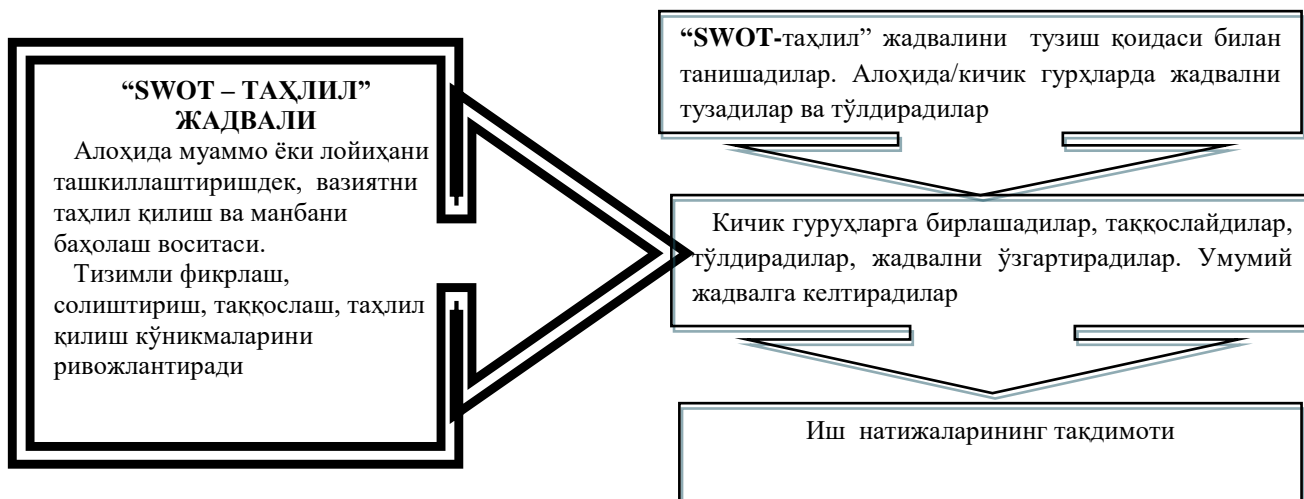 “SWOT – ТАҲЛИЛ”
ЖАДВАЛИ
Алоҳида муаммо ёки лойиҳани
ташкиллаштиришдек, вазиятни
таҳлил қилиш ва манбани
баҳолаш воситаси.
Тизимли фикрлаш,
солиштириш, таққослаш, таҳлил
қилиш кўникмаларини
ривожлантиради
“SWOT-таҳлил” жадвалини тузиш қоидаси билан
танишадилар. Алоҳида/кичик гурҳларда жадвални
тузадилар ва тўлдирадилар
Кичик гуруҳларга бирлашадилар, таққослайдилар,
тўлдирадилар, жадвални ўзгартирадилар. Умумий
жадвалга келтирадилар
Иш натижаларининг тақдимоти